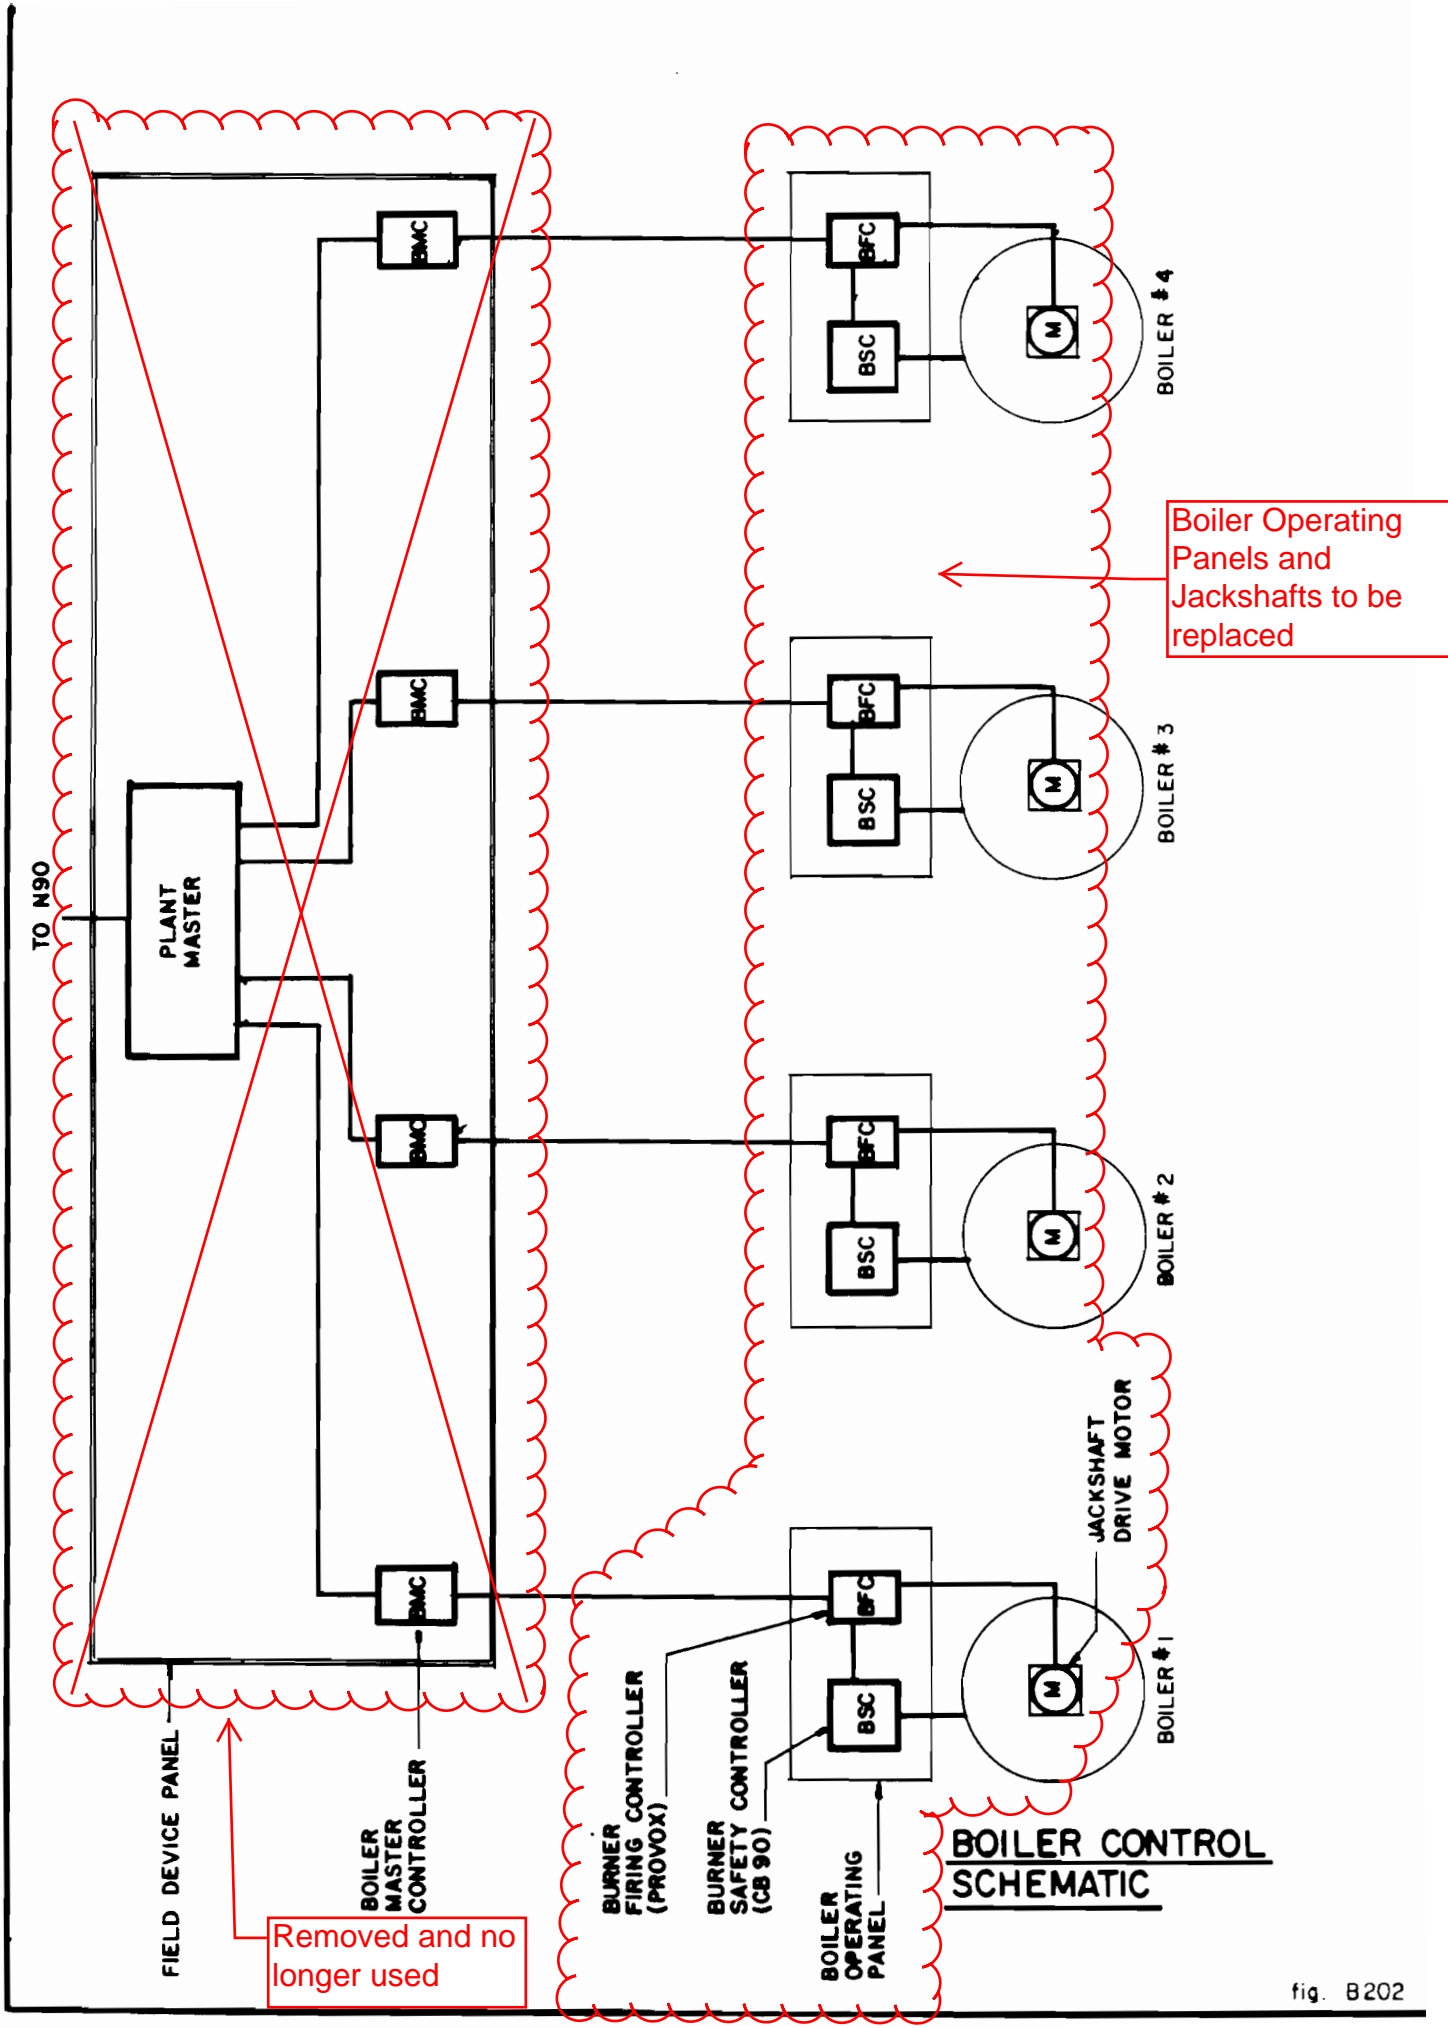 TO N90
PLANT
MASTER
BMC
BMC
BMC
BMC
BFC
BSC
M
BOILER #4
BFC
BSC
M
BOILER #3
BFC
BSC
M
BOILER #2
BFC
BSC
M
BOILER #1
JACKSHAFT
DRIVE MOTOR
Boiler Operating
Panels and
Jackshafts to be
replaced
FIELD DEVICE PANEL
BOILER
MASTER
CONTROLLER
BURNER
FIRING CONTROLLER
(PROVOX)
BURNER
SAFETY CONTROLLER
(CB 90)
BOILER
OPERATING
PANEL
Removed and no
longer used
BOILER CONTROL
SCHEMATIC
fig. B202